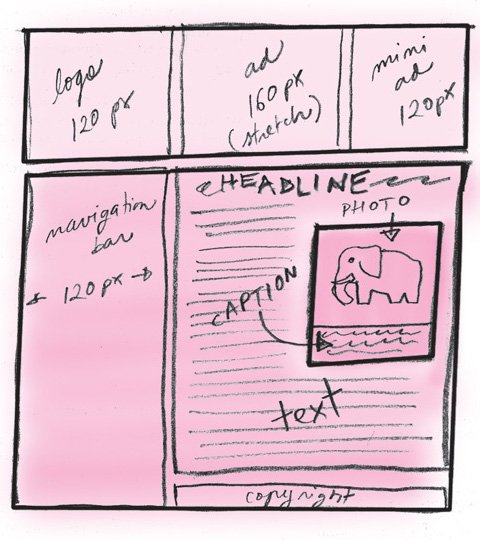 logo
120 px
ad
160 px
(stretch)
mini
ad
120px
navigation
bar
120 px
HEADLINE
PHOTO
CAPTION
text
copyright